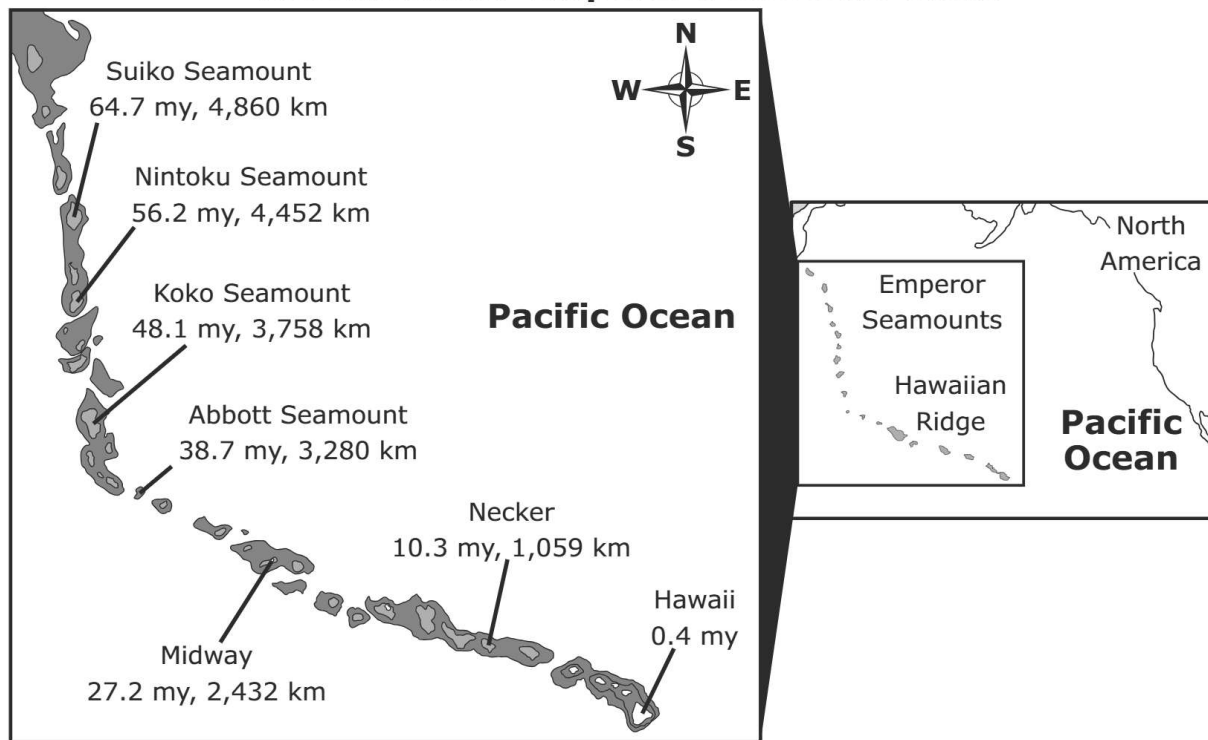 N
W
E
S
Suiko Seamount
64.7 my, 4,860 km
Nintoku Seamount
56.2 my, 4,452 km
Koko Seamount
48.1 my, 3,758 km
Pacific Ocean
Abbott Seamount
38.7 my, 3,280 km
Necker
10.3 my, 1,059 km
Hawaii
0.4 my
Midway
27.2 my, 2,432 km
North
America
Emperor
Seamounts
Hawaiian
Ridge
Pacific
Ocean